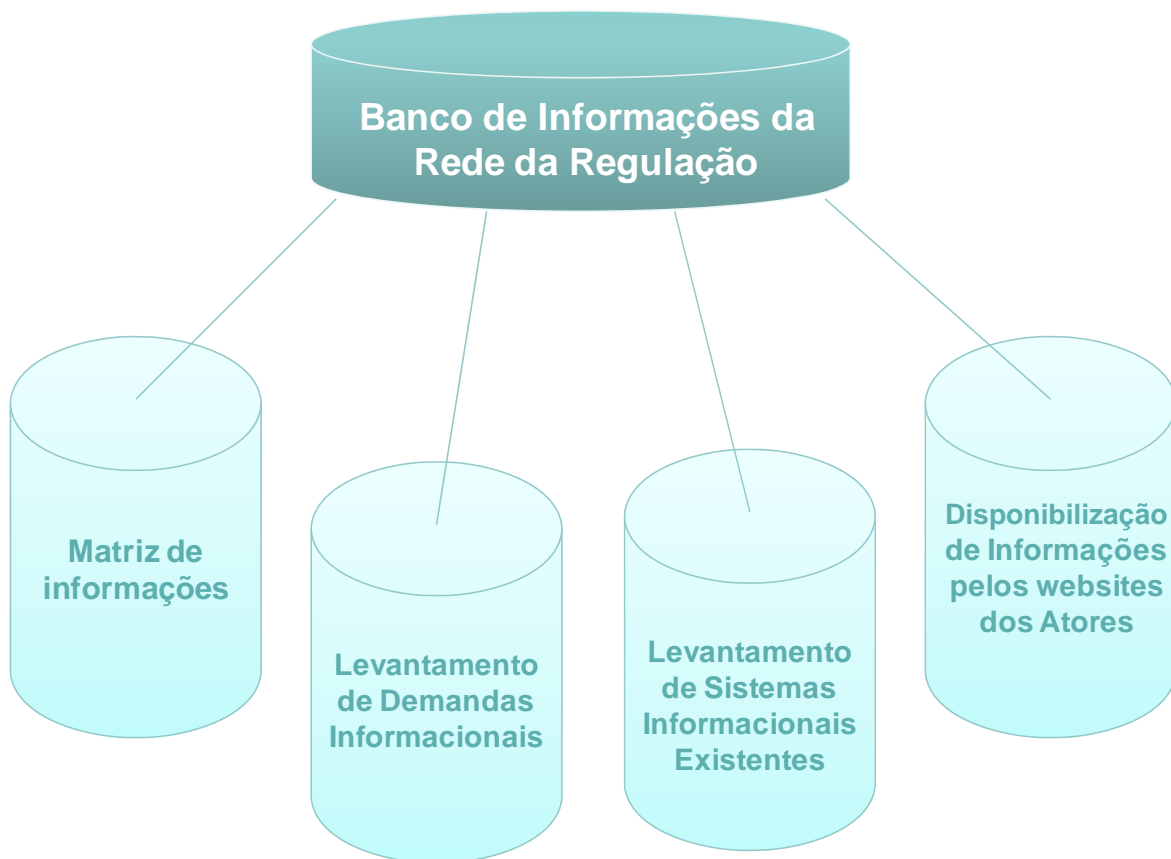 Banco de Informações da
Rede da Regulação
Matriz de
informações
Levantamento
de Demandas
Informacionais
Levantamento
de Sistemas
Informacionais
Existentes
Disponibilização
de Informações
pelos websites
dos Atores